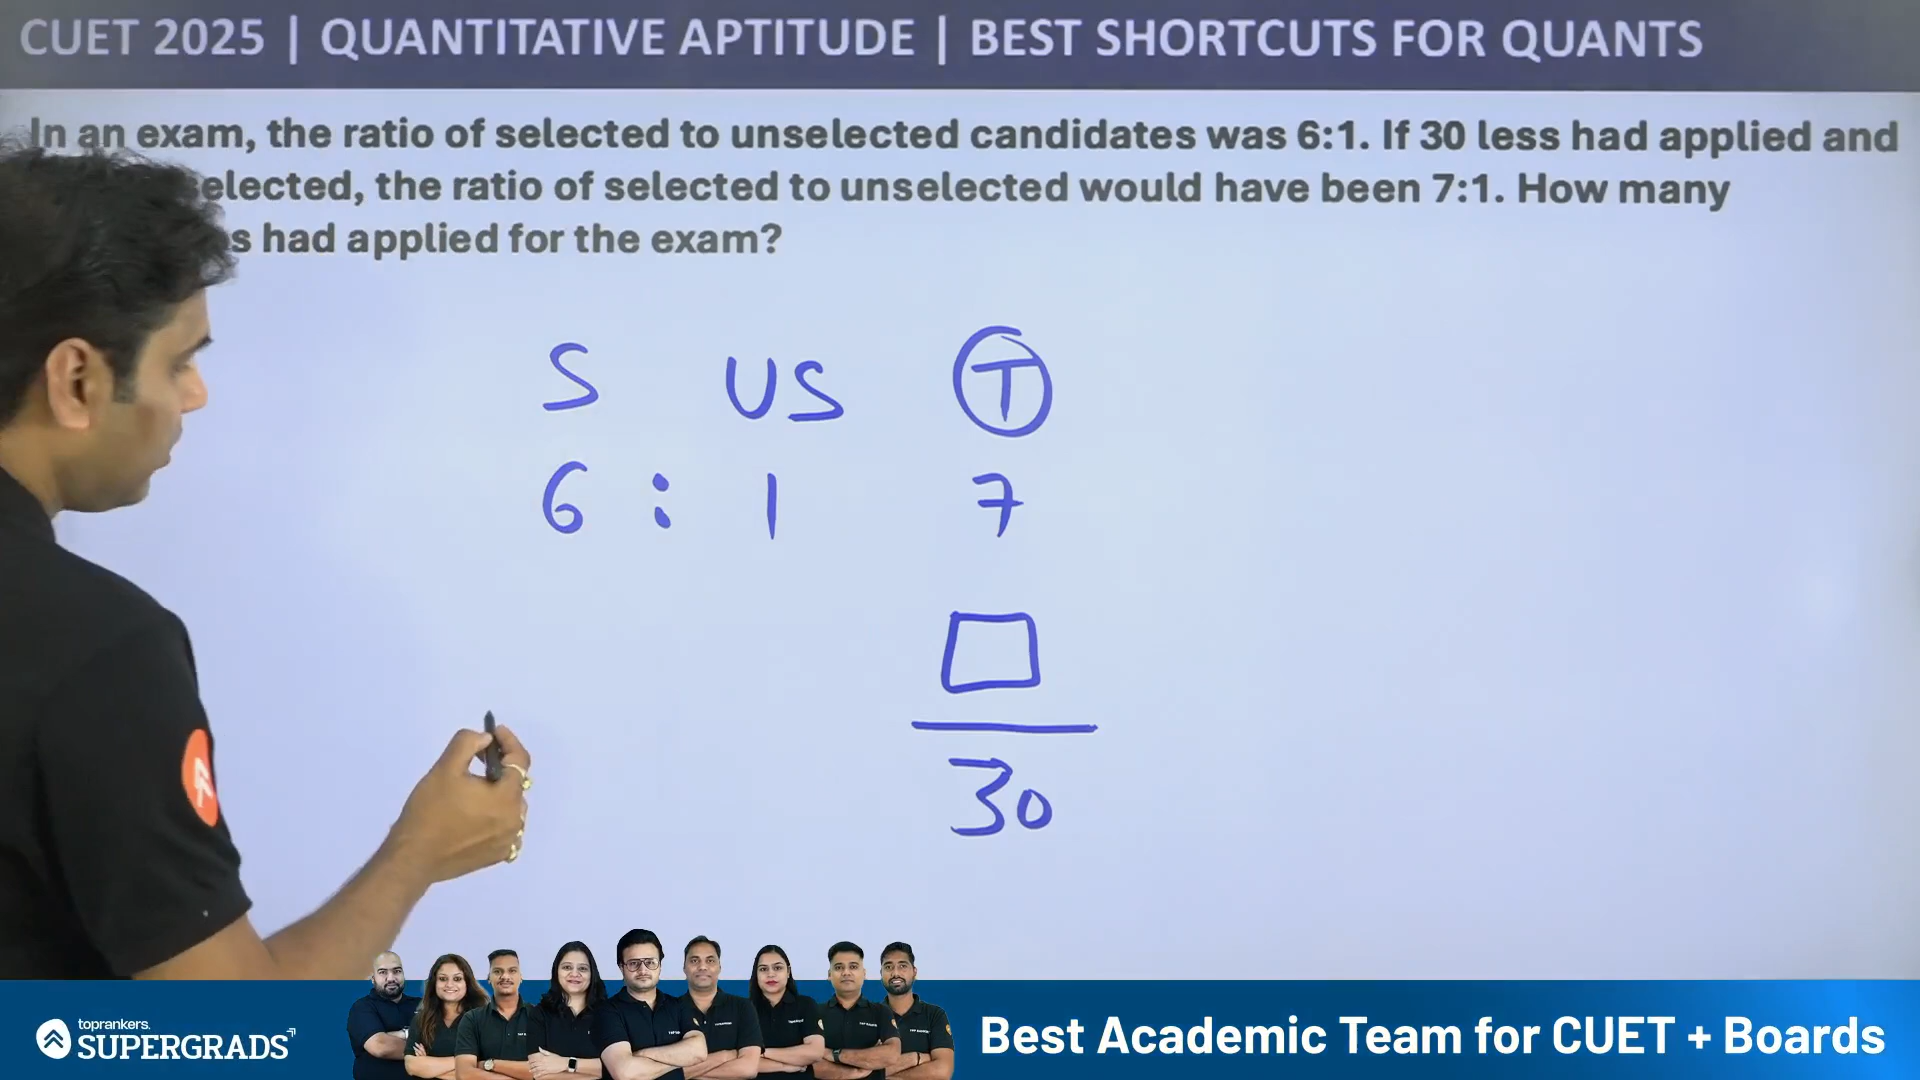 CUET 2025 | QUANTITATIVE APTITUDE | BEST SHORTCUTS FOR QUANTS
In an exam, the ratio of selected to unselected candidates was 6:1. If 30 less had applied and
selected, the ratio of selected to unselected would have been 7:1. How many
had applied for the exam?
S US T
6 : 1 7
30
toprankers.
SUPERGRADS
Best Academic Team for CUET + Boards